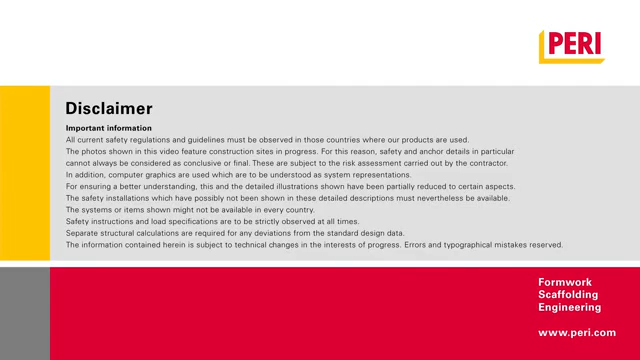 PERI
Disclaimer
Important information
All current safety regulations and guidelines must be observed in those countries where our products are used.
The photos shown in this video feature construction sites in progress. For this reason, safety and anchor details in particular
cannot always be considered as conclusive or final. These are subject to the risk assessment carried out by the contractor.
In addition, computer graphics are used which are to be understood as system representations.
For ensuring a better understanding, this and the detailed illustrations shown have been partially reduced to certain aspects.
The safety installations which have possibly not been shown in these detailed descriptions must nevertheless be available.
The systems or items shown might not be available in every country.
Safety instructions and load specifications are to be strictly observed at all times.
Separate structural calculations are required for any deviations from the standard design data.
The information contained herein is subject to technical changes in the interests of progress. Errors and typographical mistakes reserved.
Formwork
Scaffolding
Engineering
www.peri.com